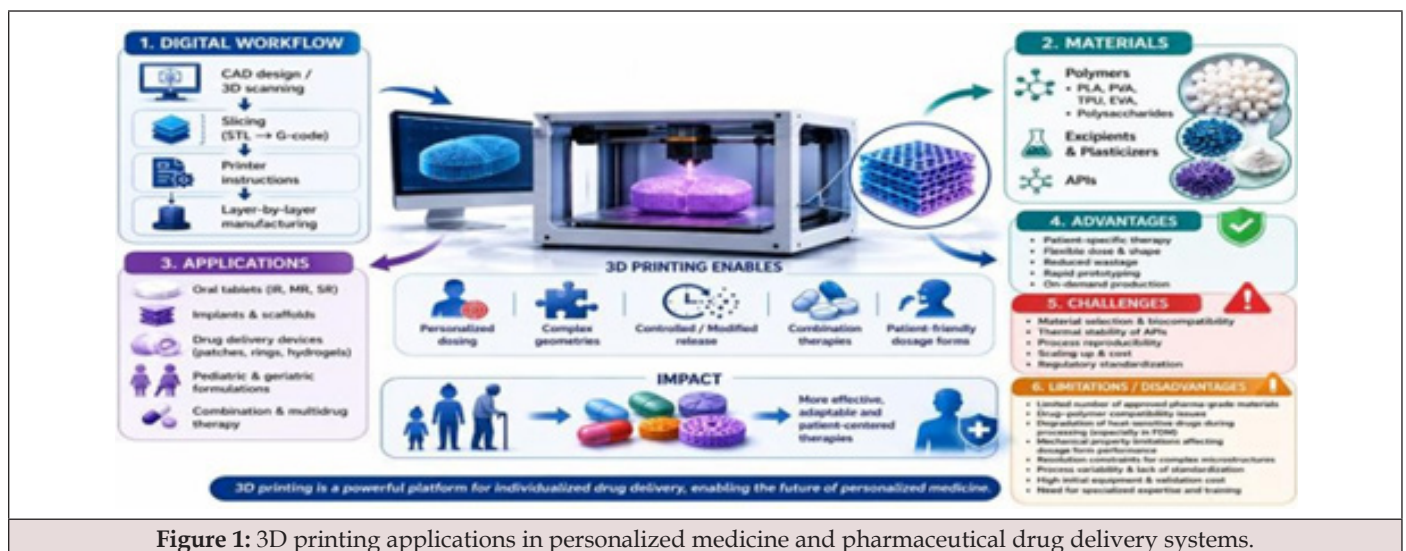 1. DIGITAL WORKFLOW
CAD design /
3D scanning
Slicing
(STL → G-code)
Printer
instructions
Layer-by-layer
manufacturing
2. MATERIALS
Polymers
• PLA, PVA,
TPU, EVA,
• Polysaccharides
Excipients
& Plasticizers
APIs
3. APPLICATIONS
Oral tablets (IR, MR, SR)
Implants & scaffolds
Drug delivery devices
(patches, rings, hydrogels)
Pediatric & geriatric
formulations
Combination & multidrug
therapy
3D PRINTING ENABLES
Personalized
dosing
Complex
geometries
Controlled / Modified
release
Combination
therapies
Patient-friendly
dosage forms
IMPACT
More effective,
adaptable and
patient-centered
therapies
4. ADVANTAGES
• Patient-specific therapy
• Flexible dose & shape
• Reduced wastage
• Rapid prototyping
• On-demand production
5. CHALLENGES
• Material selection & biocompatibility
• Thermal stability of APIs
• Process reproducibility
• Scaling up & cost
• Regulatory standardization
6. LIMITATIONS / DISADVANTAGES
• Limited number of approved pharma-grade materials
• Drug–polymer compatibility issues
• Degradation of heat-sensitive drugs during
processing (especially in FDM)
• Mechanical property limitations affecting
dosage form performance
• Resolution constraints for complex microstructures
• Process variability & lack of standardization
• High initial equipment & validation cost
• Need for specialized expertise and training
3D printing is a powerful platform for individualized drug delivery, enabling the future of personalized medicine.
Figure 1: 3D printing applications in personalized medicine and pharmaceutical drug delivery systems.